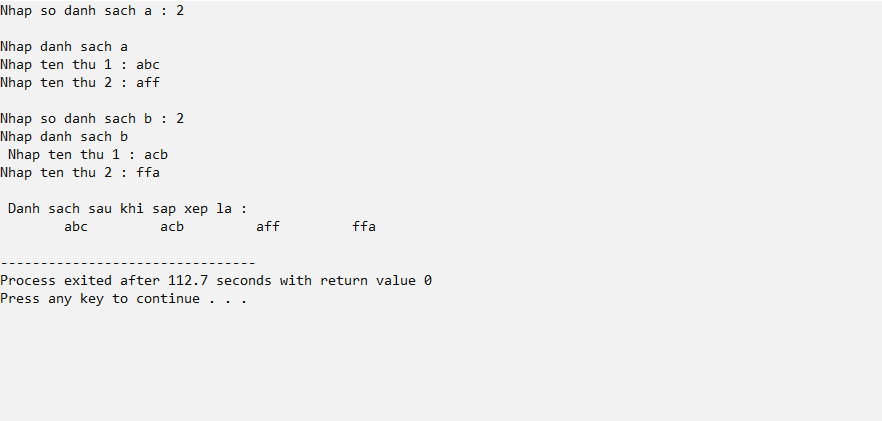 Nhap so danh sach a : 2
Nhap danh sach a
Nhap ten thu 1 : abc
Nhap ten thu 2 : aff
Nhap so danh sach b : 2
Nhap danh sach b
Nhap ten thu 1 : acb
Nhap ten thu 2 : ffa
Danh sach sau khi sap xep la :
abc acb aff ffa
--------------------------------
Process exited after 112.7 seconds with return value 0
Press any key to continue . . .